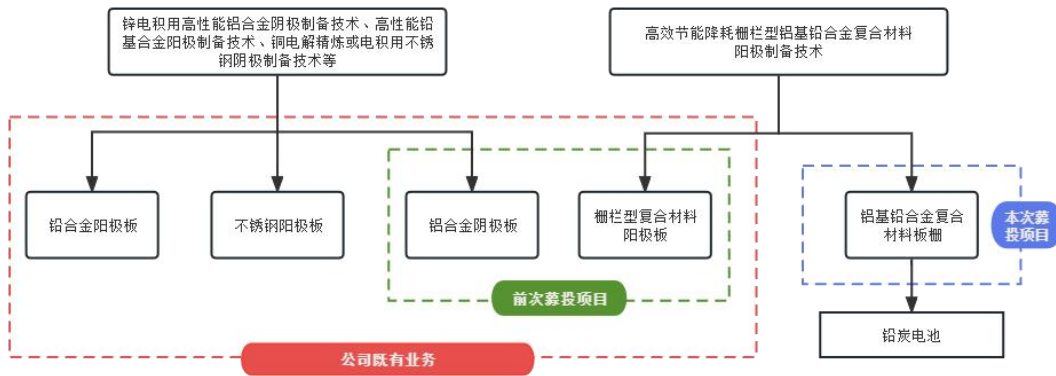 锌电积用高性能铝合金阴极制备技术、高性能铅
基合金阳极制备技术、铜电解精炼或电积用不锈
钢阴极制备技术等
高效节能降耗栅栏型铝基铅合金复合材料
阳极制备技术
铅合金阳极板
不锈钢阳极板
铝合金阴极板
栅栏型复合材料
阳极板
铝基铅合金复合
材料板栅
本次募
投项目
前次募投项目
铅炭电池
公司既有业务